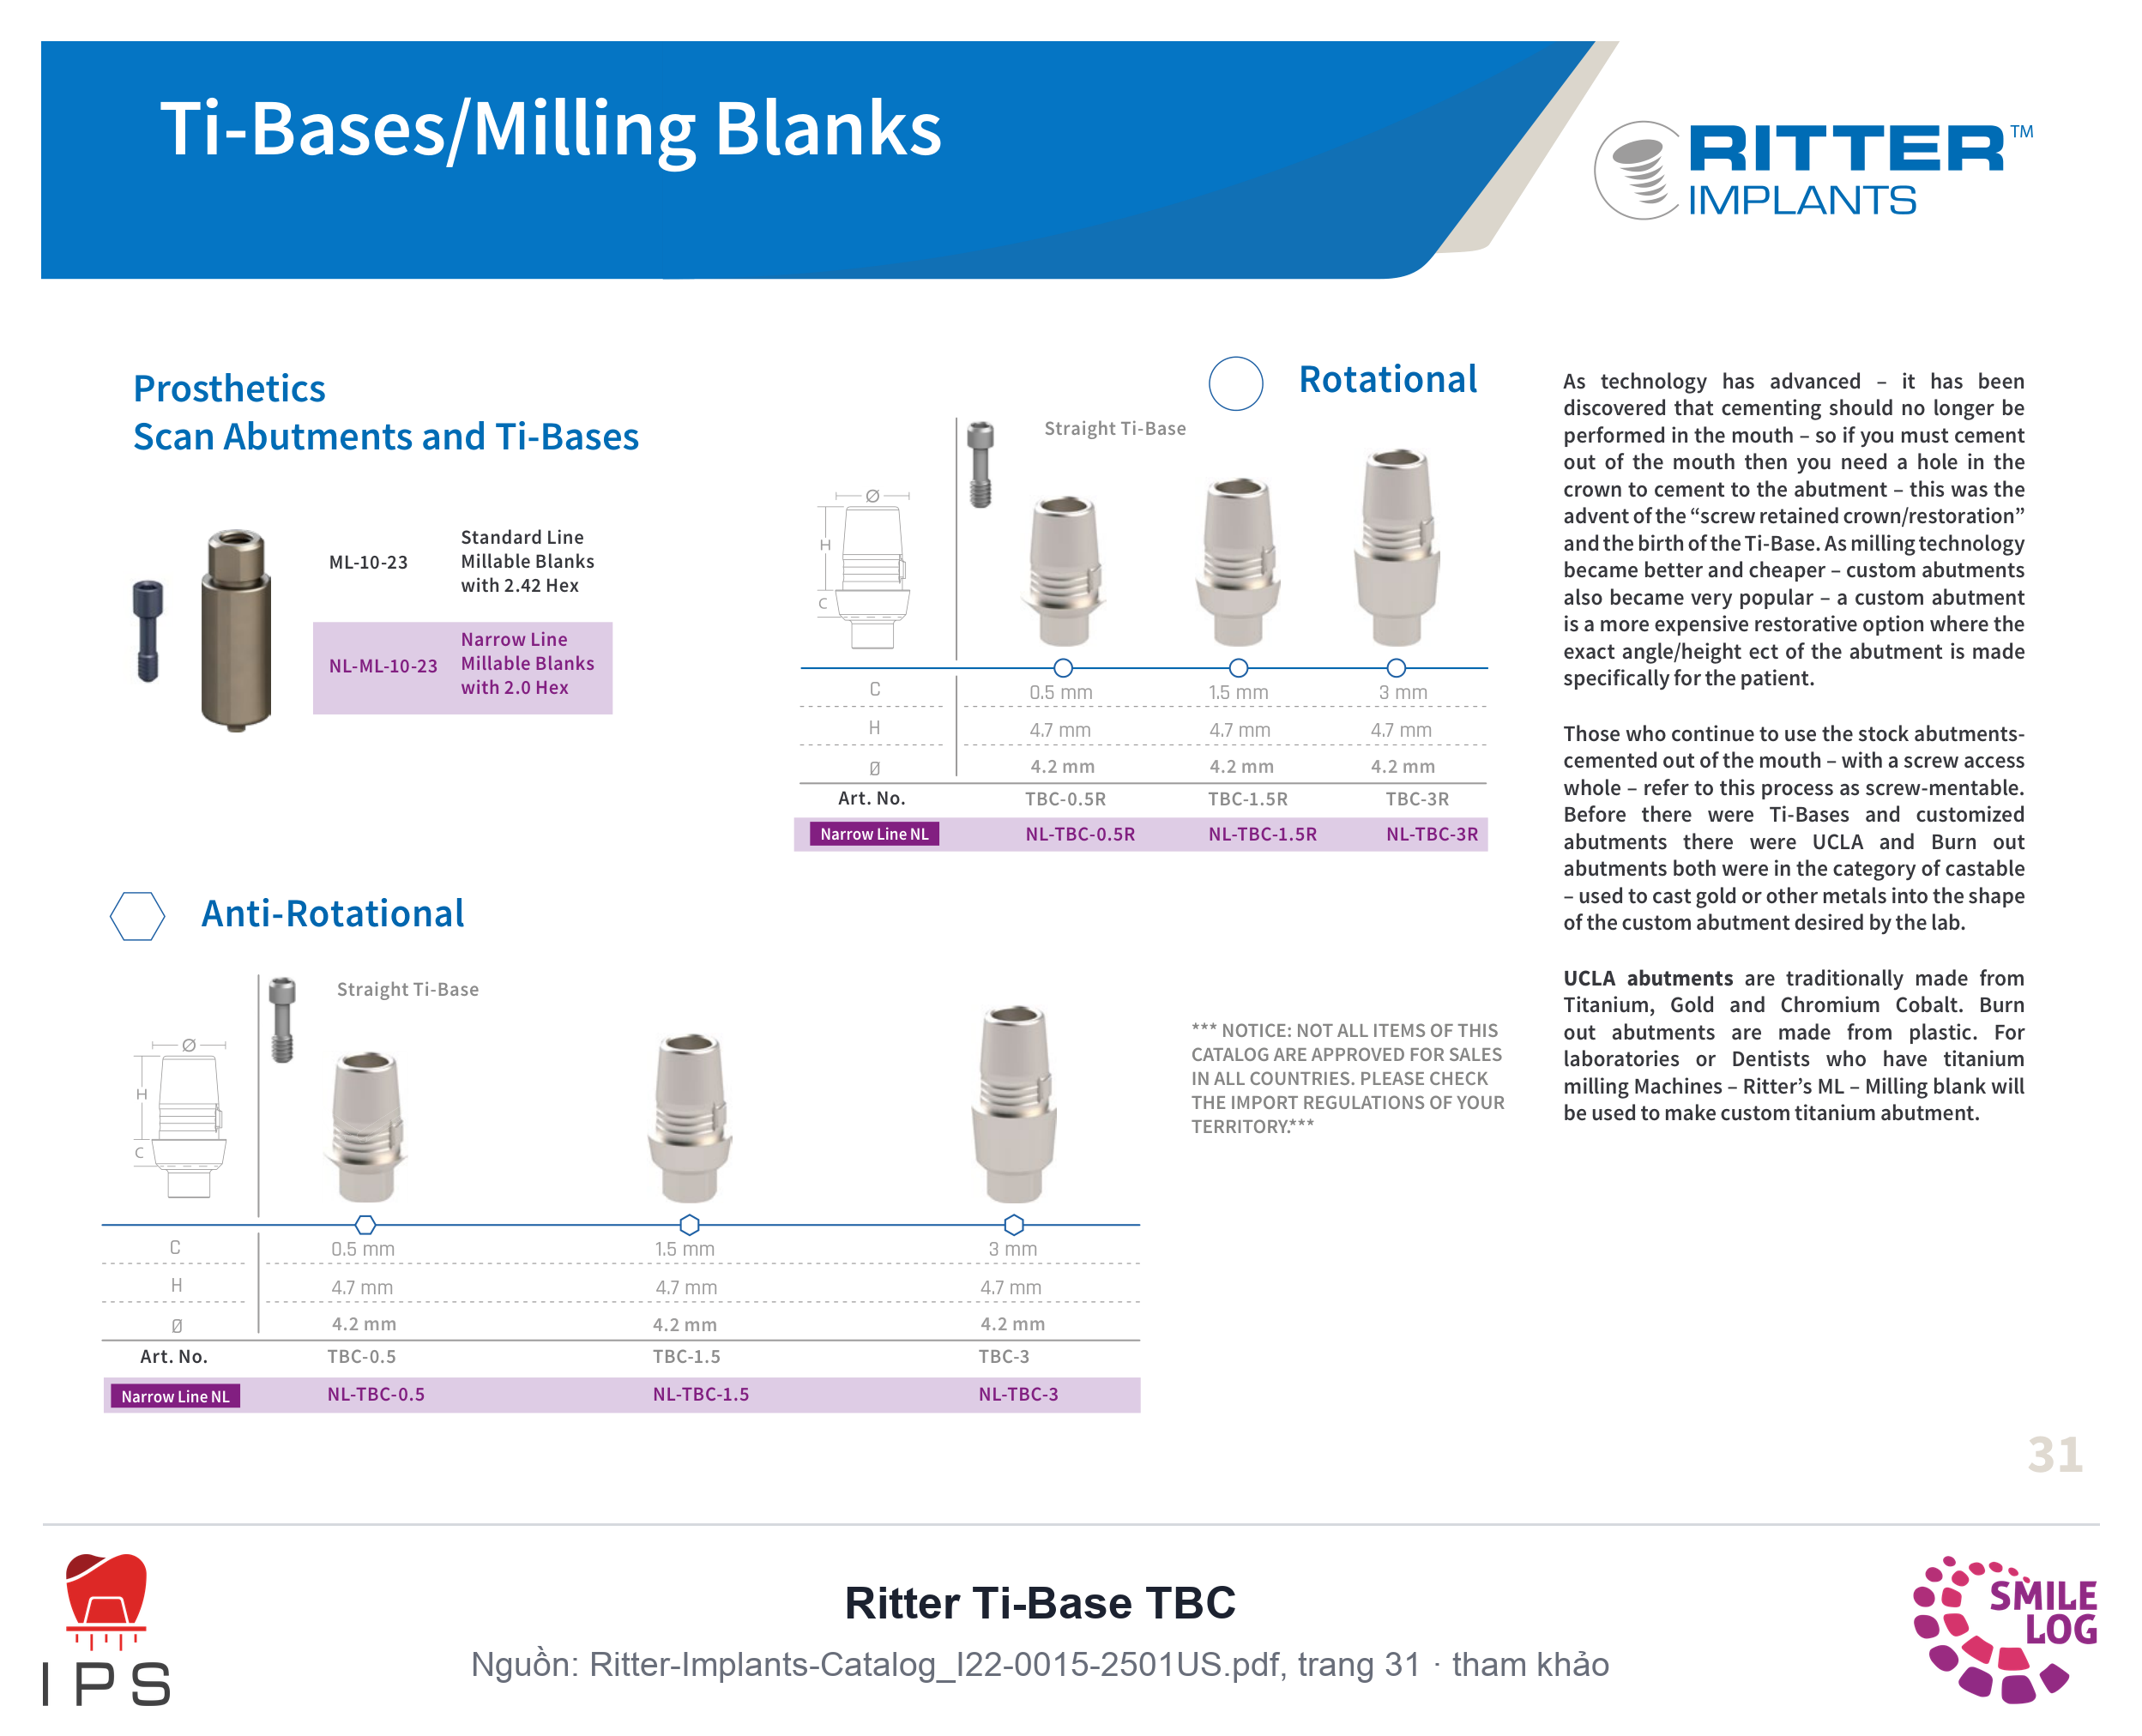 Ti-Bases/Milling Blanks
RITTER™
IMPLANTS
Prosthetics
Scan Abutments and Ti-Bases
ML-10-23
Standard Line
Millable Blanks
with 2.42 Hex
NL-ML-10-23
Narrow Line
Millable Blanks
with 2.0 Hex
Rotational
Straight Ti-Base
Ø
H
C
C 0.5 mm 1.5 mm 3 mm
H 4.7 mm 4.7 mm 4.7 mm
Ø 4.2 mm 4.2 mm 4.2 mm
Art. No. TBC-0.5R TBC-1.5R TBC-3R
Narrow Line NL NL-TBC-0.5R NL-TBC-1.5R NL-TBC-3R
Anti-Rotational
Straight Ti-Base
Ø
H
C
C 0.5 mm 1.5 mm 3 mm
H 4.7 mm 4.7 mm 4.7 mm
Ø 4.2 mm 4.2 mm 4.2 mm
Art. No. TBC-0.5 TBC-1.5 TBC-3
Narrow Line NL NL-TBC-0.5 NL-TBC-1.5 NL-TBC-3
*** NOTICE: NOT ALL ITEMS OF THIS
CATALOG ARE APPROVED FOR SALES
IN ALL COUNTRIES. PLEASE CHECK
THE IMPORT REGULATIONS OF YOUR
TERRITORY.***
As technology has advanced – it has been
discovered that cementing should no longer be
performed in the mouth – so if you must cement
out of the mouth then you need a hole in the
crown to cement to the abutment – this was the
advent of the “screw retained crown/restoration”
and the birth of the Ti-Base. As milling technology
became better and cheaper – custom abutments
also became very popular – a custom abutment
is a more expensive restorative option where the
exact angle/height ect of the abutment is made
specifically for the patient.
Those who continue to use the stock abutments-
cemented out of the mouth – with a screw access
whole – refer to this process as screw-mentable.
Before there were Ti-Bases and customized
abutments there were UCLA and Burn out
abutments both were in the category of castable
– used to cast gold or other metals into the shape
of the custom abutment desired by the lab.
UCLA abutments are traditionally made from
Titanium, Gold and Chromium Cobalt. Burn
out abutments are made from plastic. For
laboratories or Dentists who have titanium
milling Machines – Ritter’s ML – Milling blank will
be used to make custom titanium abutment.
31
IPS
Ritter Ti-Base TBC
Nguồn: Ritter-Implants-Catalog_I22-0015-2501US.pdf, trang 31 · tham khảo
SMILE
LOG